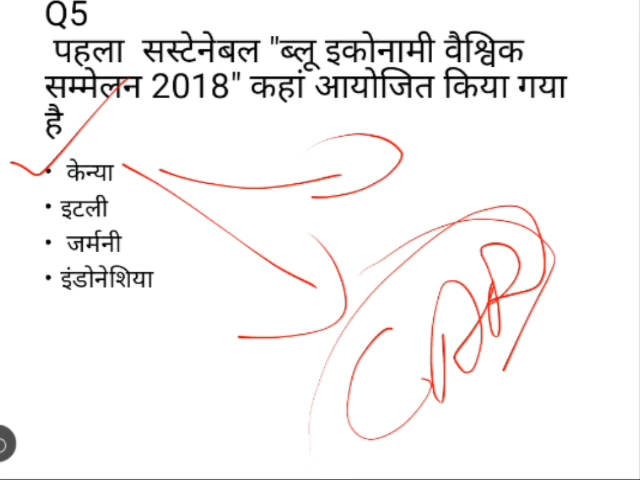 Q5
पहला सस्टेनेबल "ब्लू इकोनामी वैश्विक
सम्मेलन 2018" कहां आयोजित किया गया
है
• केन्या
• इटली
• जर्मनी
• इंडोनेशिया